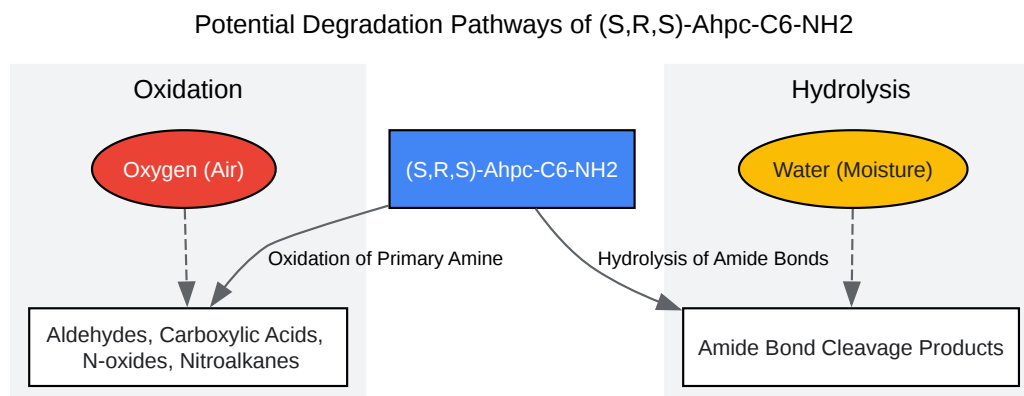 Potential Degradation Pathways of (S,R,S)-Ahpc-C6-NH2
Oxidation
Hydrolysis
Oxygen (Air)
(S,R,S)-Ahpc-C6-NH2
Water (Moisture)
Oxidation of Primary Amine
Hydrolysis of Amide Bonds
Aldehydes, Carboxylic Acids,
N-oxides, Nitroalkanes
Amide Bond Cleavage Products